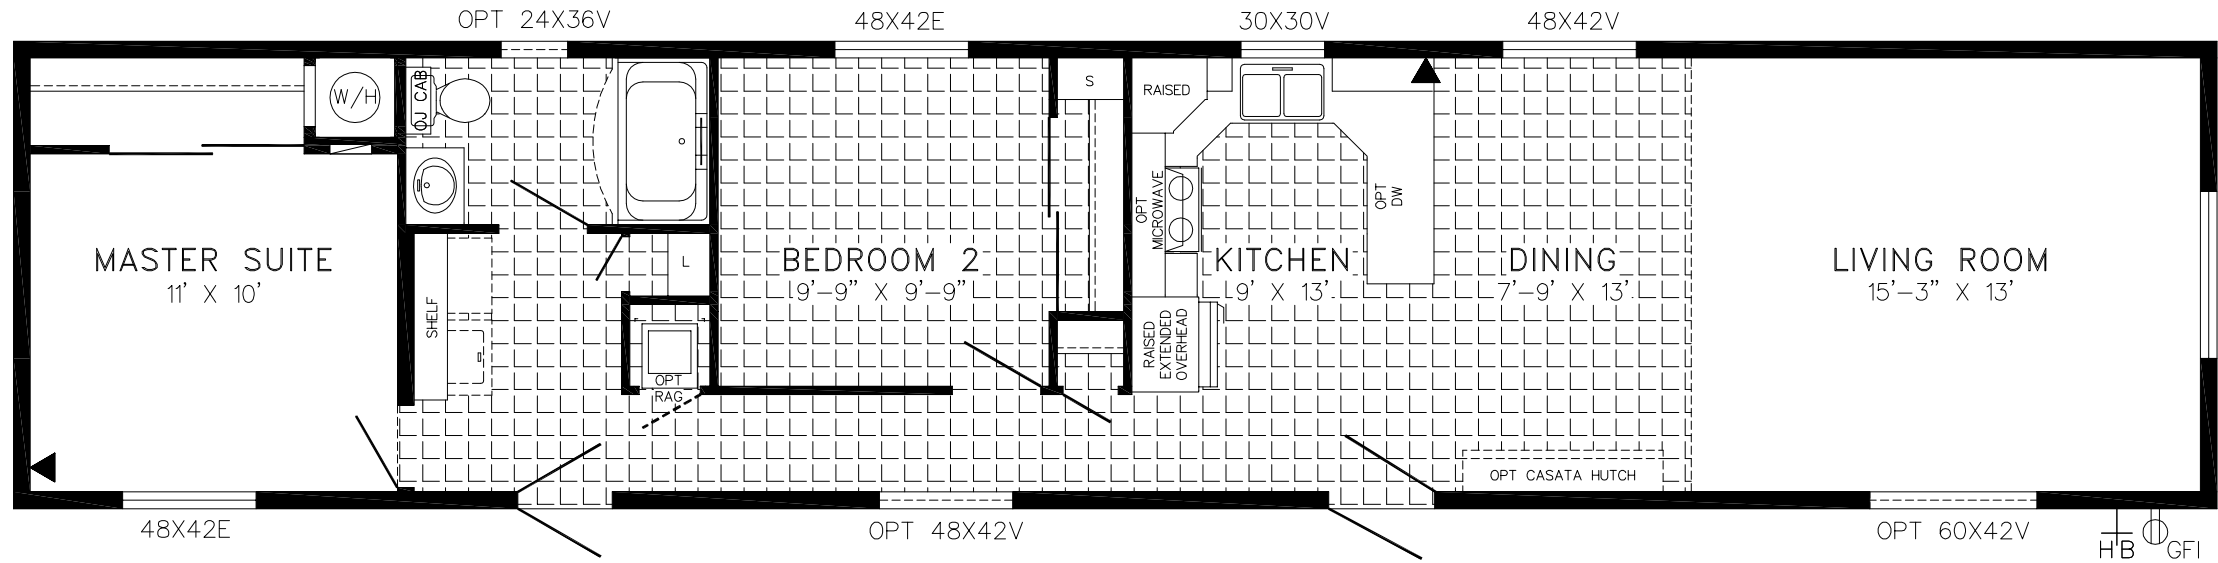 OPT 24X36V
48X42E
30X30V
48X42V
W/H
OJ CAB
S
RAISED
OPT
MICROWAVE
OPT
DW
MASTER SUITE
11' X 10'
SHELF
L
OPT
RAG
BEDROOM 2
9'-9" X 9'-9"
KITCHEN
9' X 13'
RAISED
EXTENDED
OVERHEAD
DINING
7'-9' X 13'
LIVING ROOM
15'-3" X 13'
OPT CASATA HUTCH
48X42E
OPT 48X42V
OPT 60X42V
HB
GFI